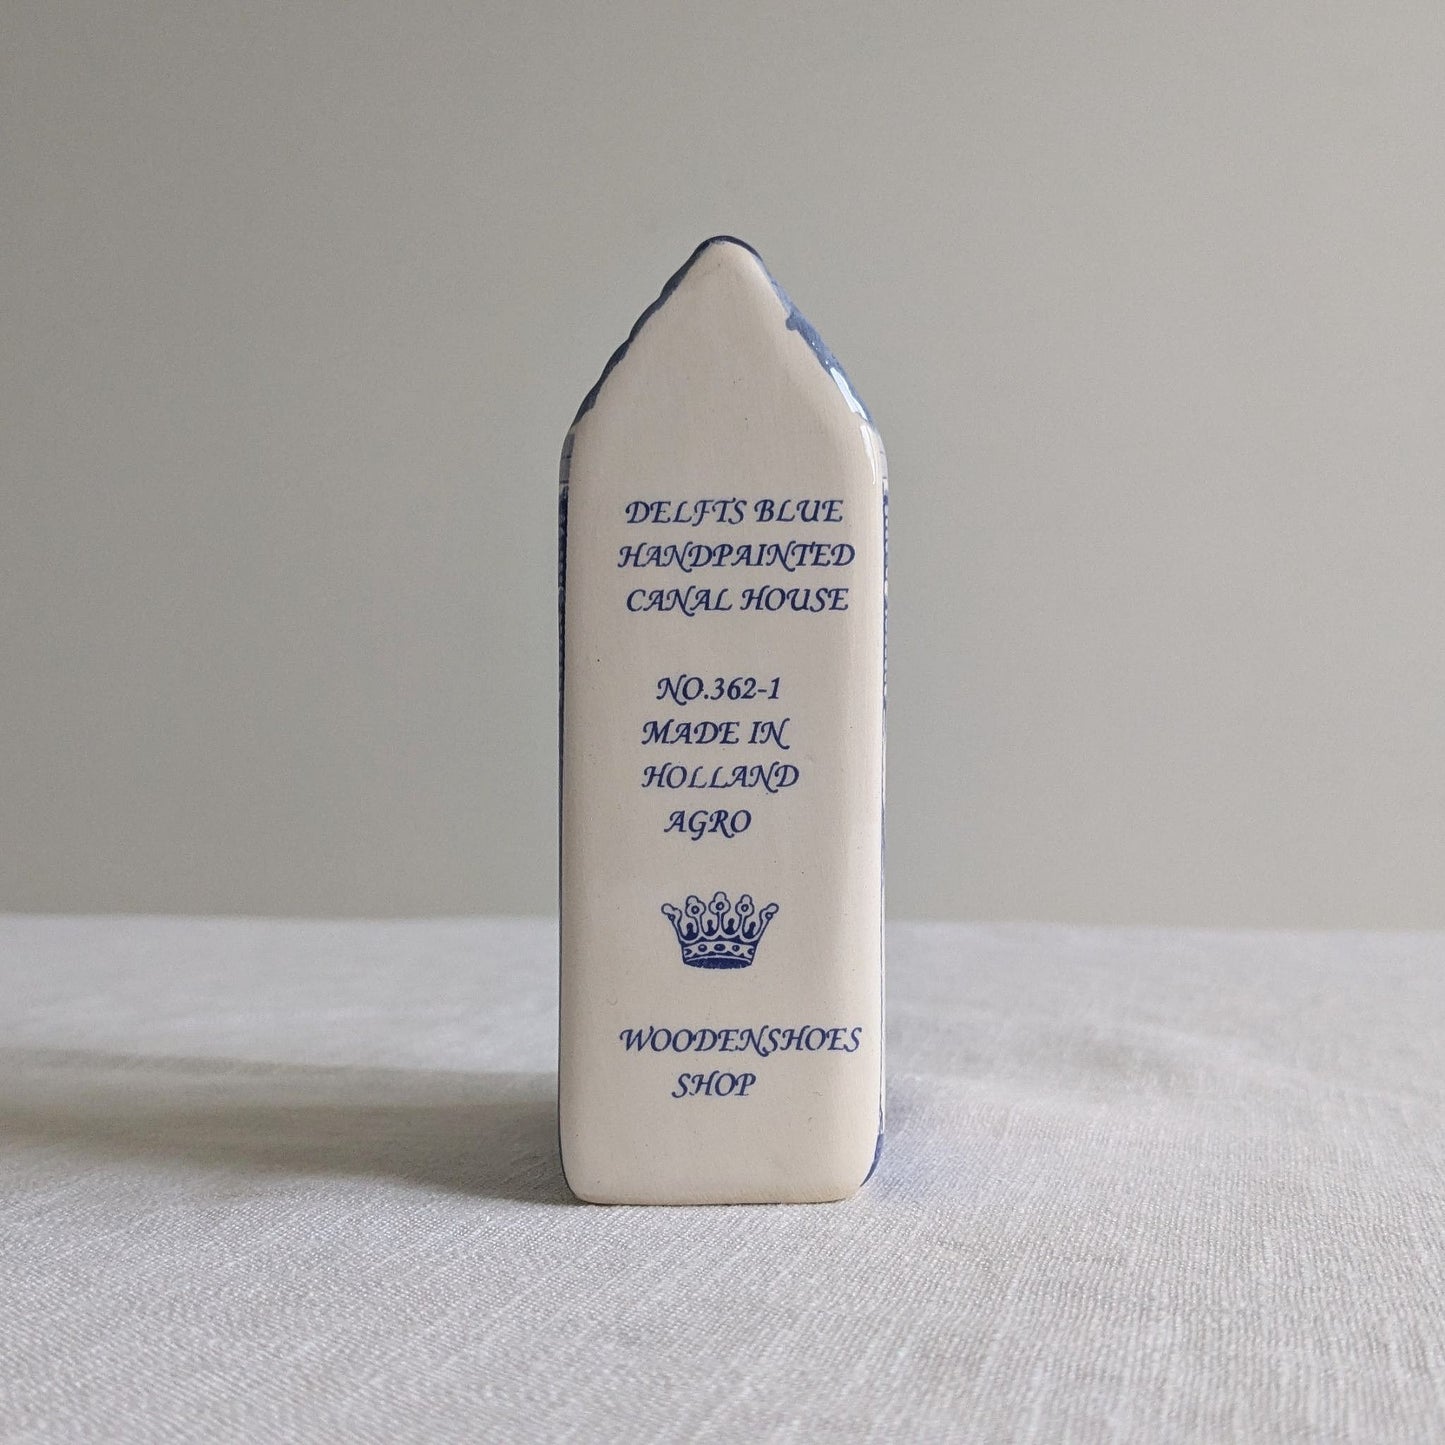 DELFTS BLUE
HANDPAINTED
CANAL HOUSE
NO.362-1
MADE IN
HOLLAND
AGRO
WOODENSHOES
SHOP